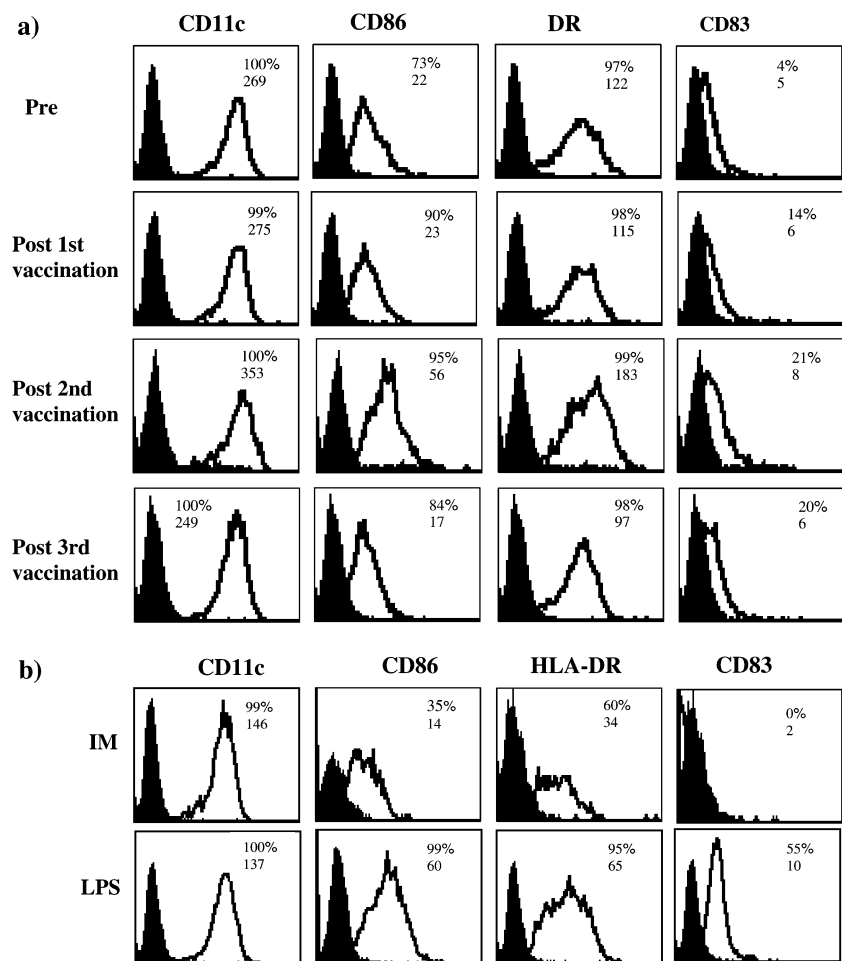 a)
CD11c CD86 DR CD83
Pre
100% 73% 97% 4%
269 22 122 5
Post 1st
vaccination
99% 90% 98% 14%
275 23 115 6
Post 2nd
vaccination
100% 95% 99% 21%
353 56 183 8
Post 3rd
vaccination
100% 84% 98% 20%
249 17 97 6
b)
CD11c CD86 HLA-DR CD83
IM
99% 35% 60% 0%
146 14 34 2
LPS
100% 99% 95% 55%
137 60 65 10